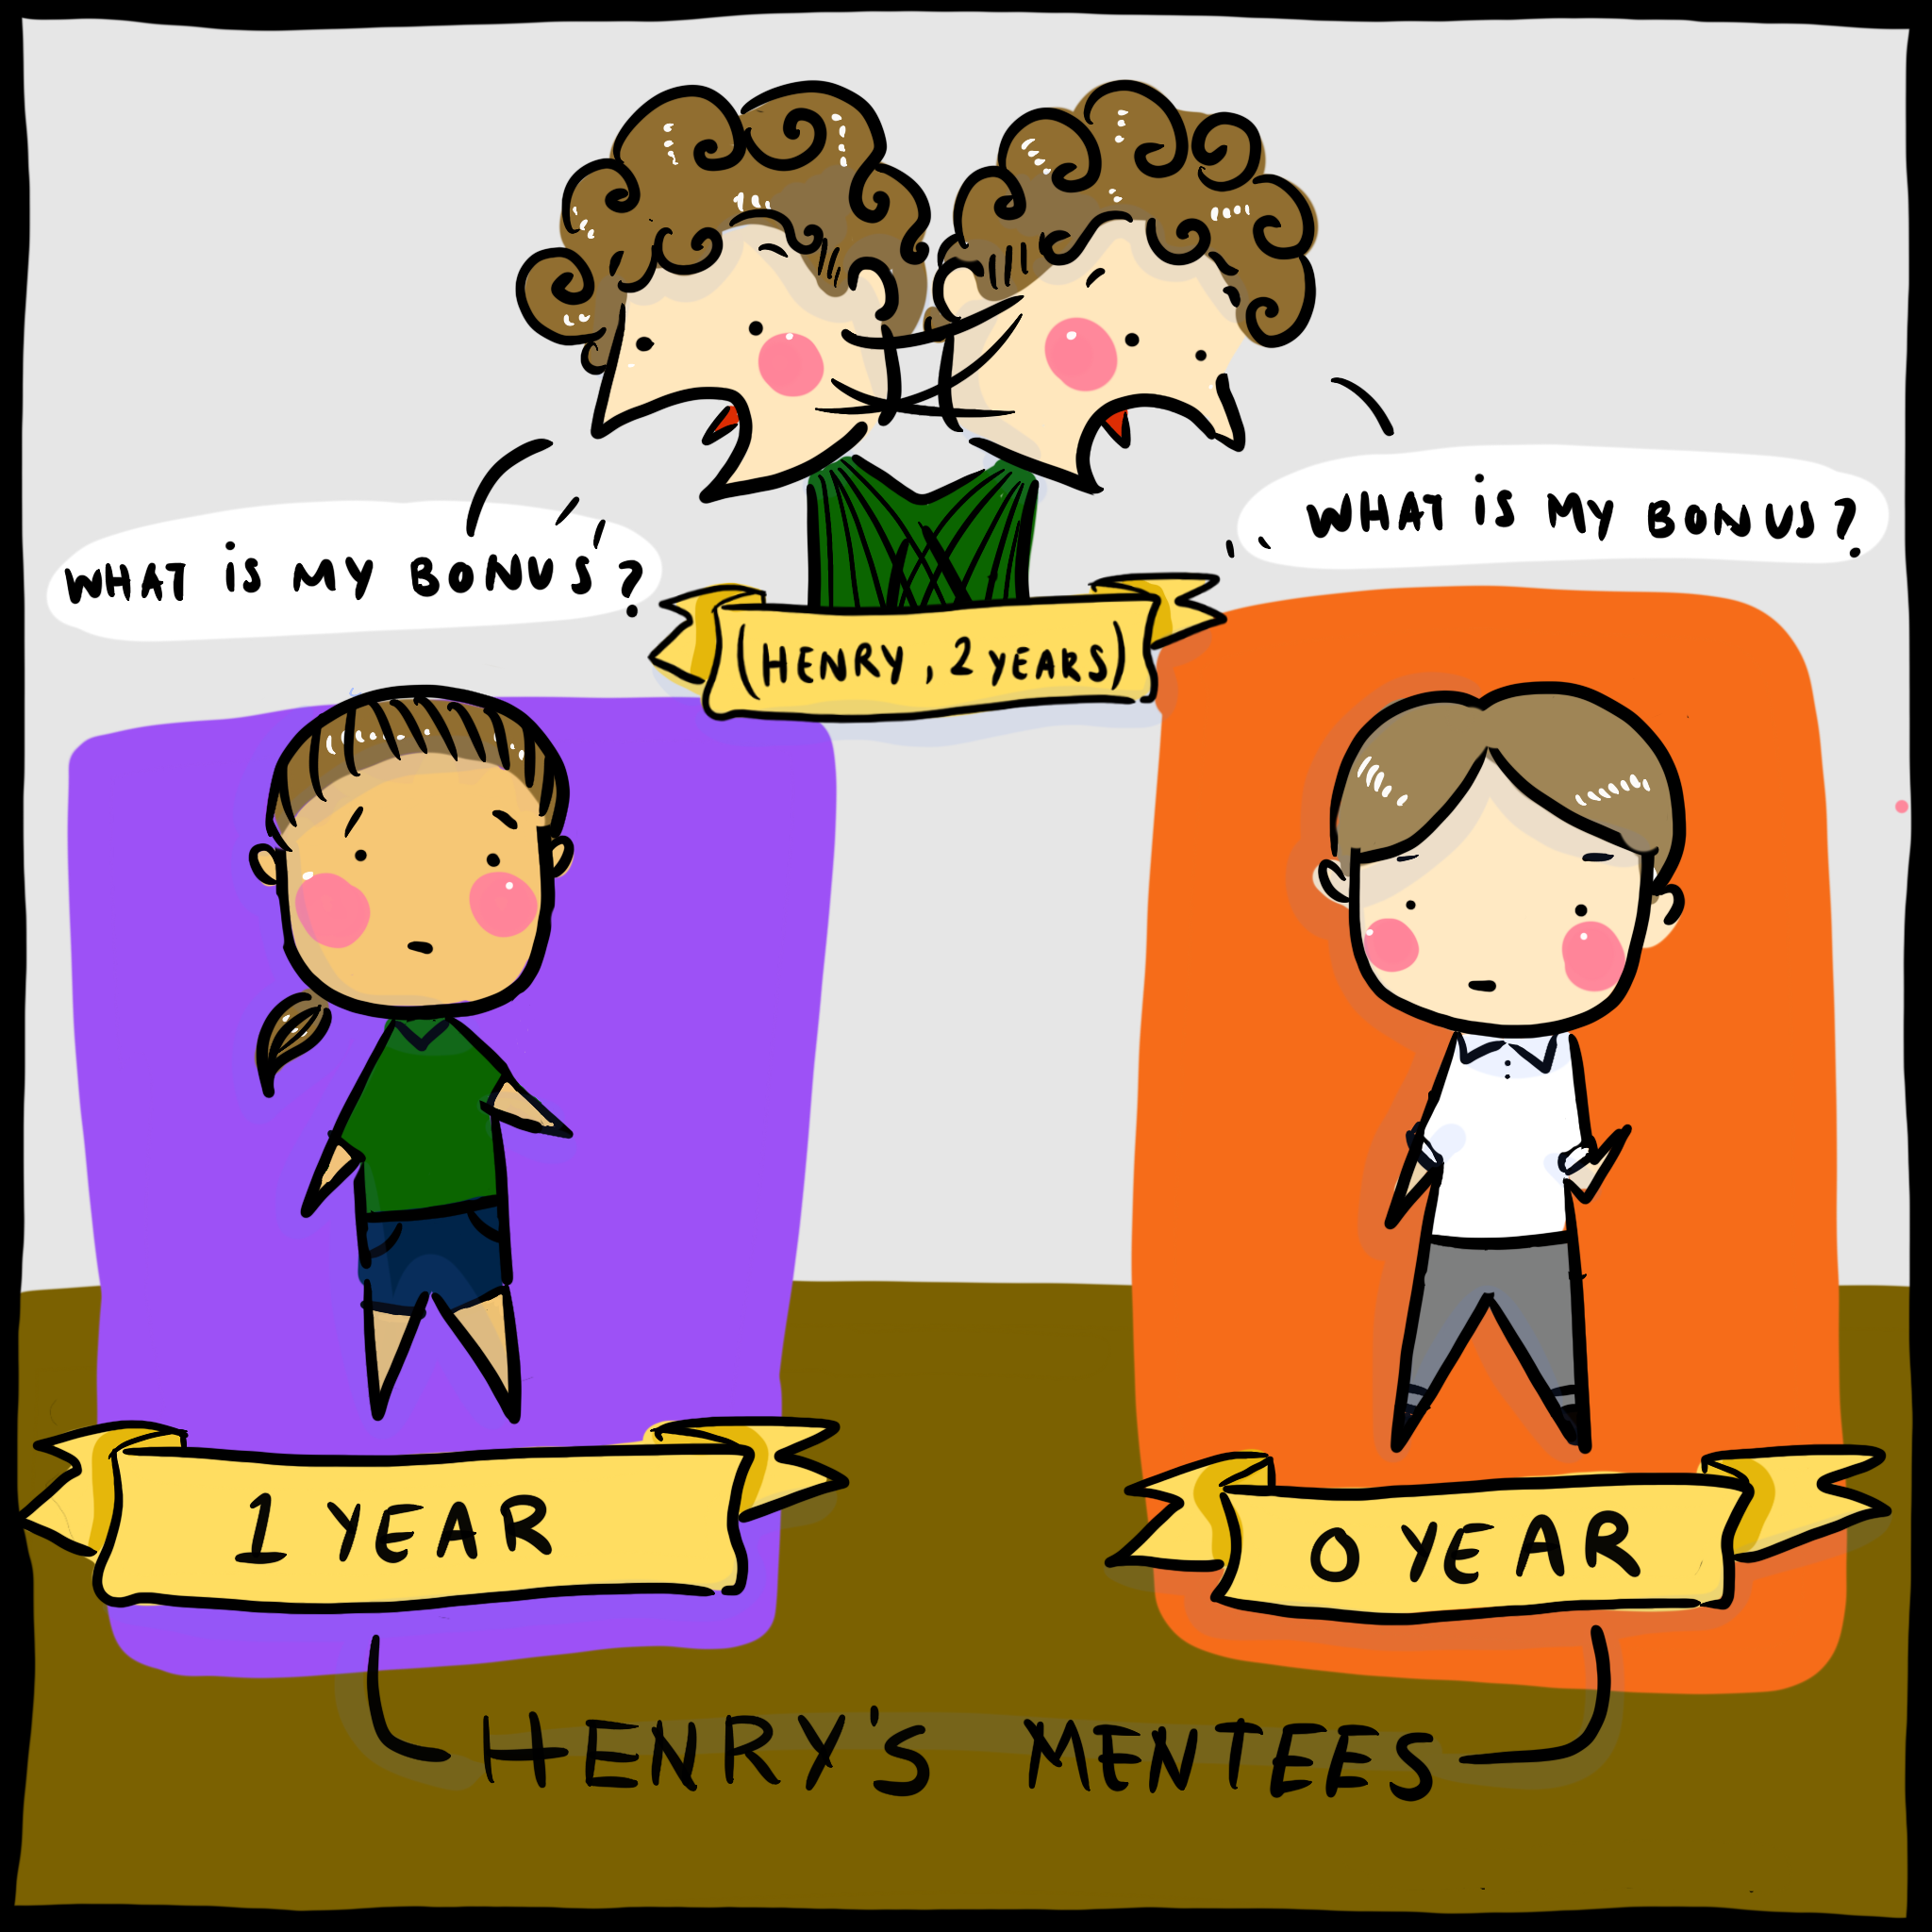 WHAT iS MY BONUS?
WHAT iS MY BONUS?
(HENRY, 2 YEARS)
1 YEAR
0 YEAR
HENRY'S MENTEES